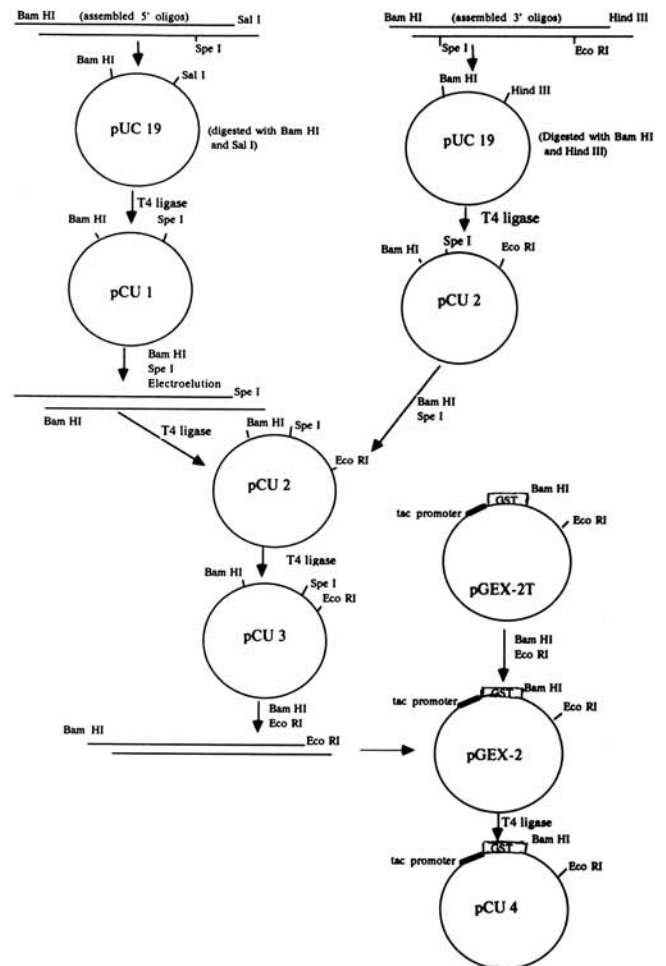 Bam HI (assembled 5' oligos) Sal I
Spe I
Bam HI
Sal I
pUC 19
(digested with Bam HI
and Sal I)
T4 ligase
Bam HI
Spe I
pCU 1
Bam HI
Spe I
Electroelution
Spe I
Bam HI
T4 ligase
Bam HI (assembled 3' oligos) Hind III
Spe I
Eco RI
Bam HI
Hind III
pUC 19
(Digested with Bam HI
and Hind III)
T4 ligase
Bam HI
Spe I
Eco RI
pCU 2
Bam HI
Spe I
Bam HI
Spe I
Eco RI
pCU 2
T4 ligase
Bam HI
Spe I
Eco RI
pCU 3
Bam HI
Eco RI
Bam HI
Eco RI
tac promoter
GST
Bam HI
Eco RI
pGEX-2T
Bam HI
Eco RI
tac promoter
GST
Bam HI
Eco RI
pGEX-2
T4 ligase
tac promoter
GST
Bam HI
Eco RI
pCU 4